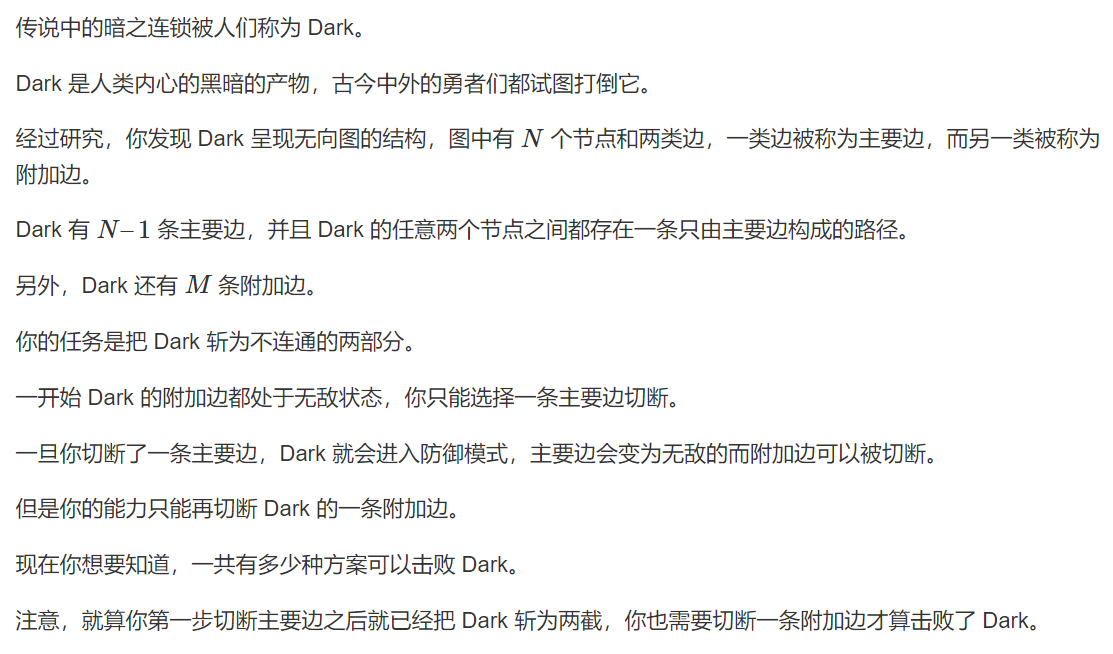 传说中的暗之连锁被人们称为 Dark。
Dark 是人类内心的黑暗的产物，古今中外的勇者们都试图打倒它。
经过研究，你发现 Dark 呈现无向图的结构，图中有 N 个节点和两类边，一类边被称为主要边，而另一类被称为
附加边。
Dark 有 N–1 条主要边，并且 Dark 的任意两个节点之间都存在一条只由主要边构成的路径。
另外，Dark 还有 M 条附加边。
你的任务是把 Dark 斩为不连通的两部分。
一开始 Dark 的附加边都处于无敌状态，你只能选择一条主要边切断。
一旦你切断了一条主要边，Dark 就会进入防御模式，主要边会变为无敌的而附加边可以被切断。
但是你的能力只能再切断 Dark 的一条附加边。
现在你想要知道，一共有多少种方案可以击败 Dark。
注意，就算你第一步切断主要边之后就已经把 Dark 斩为两截，你也需要切断一条附加边才算击败了 Dark。